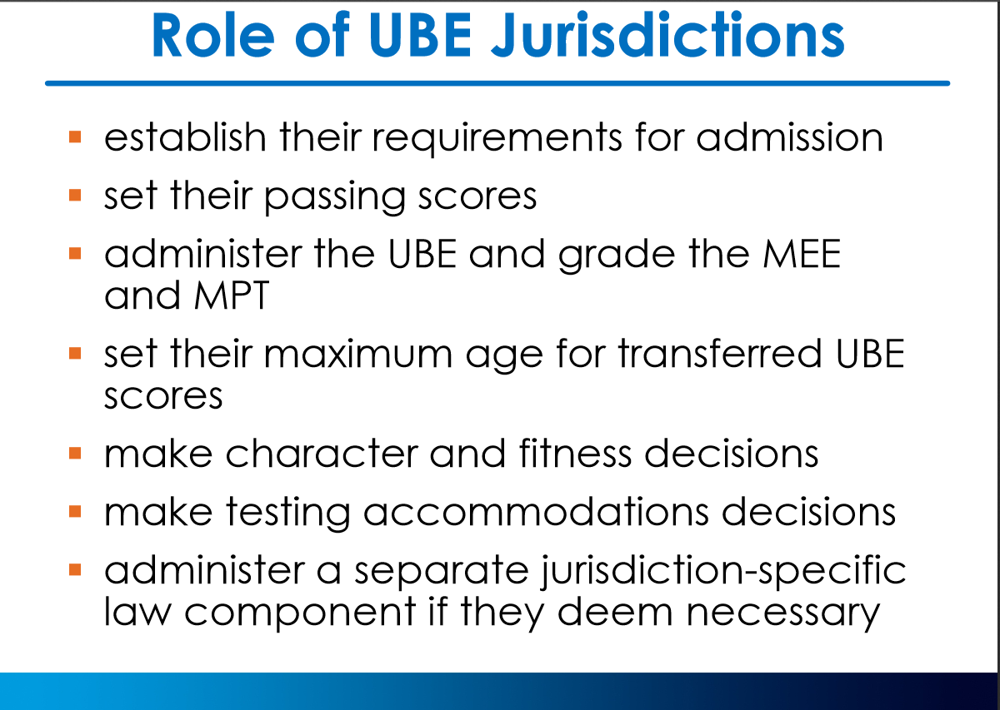 Role of UBE Jurisdictions
establish their requirements for admission
set their passing scores
administer the UBE and grade the MEE
and MPT
set their maximum age for transferred UBE
scores
make character and fitness decisions
make testing accommodations decisions
administer a separate jurisdiction-specific
law component if they deem necessary